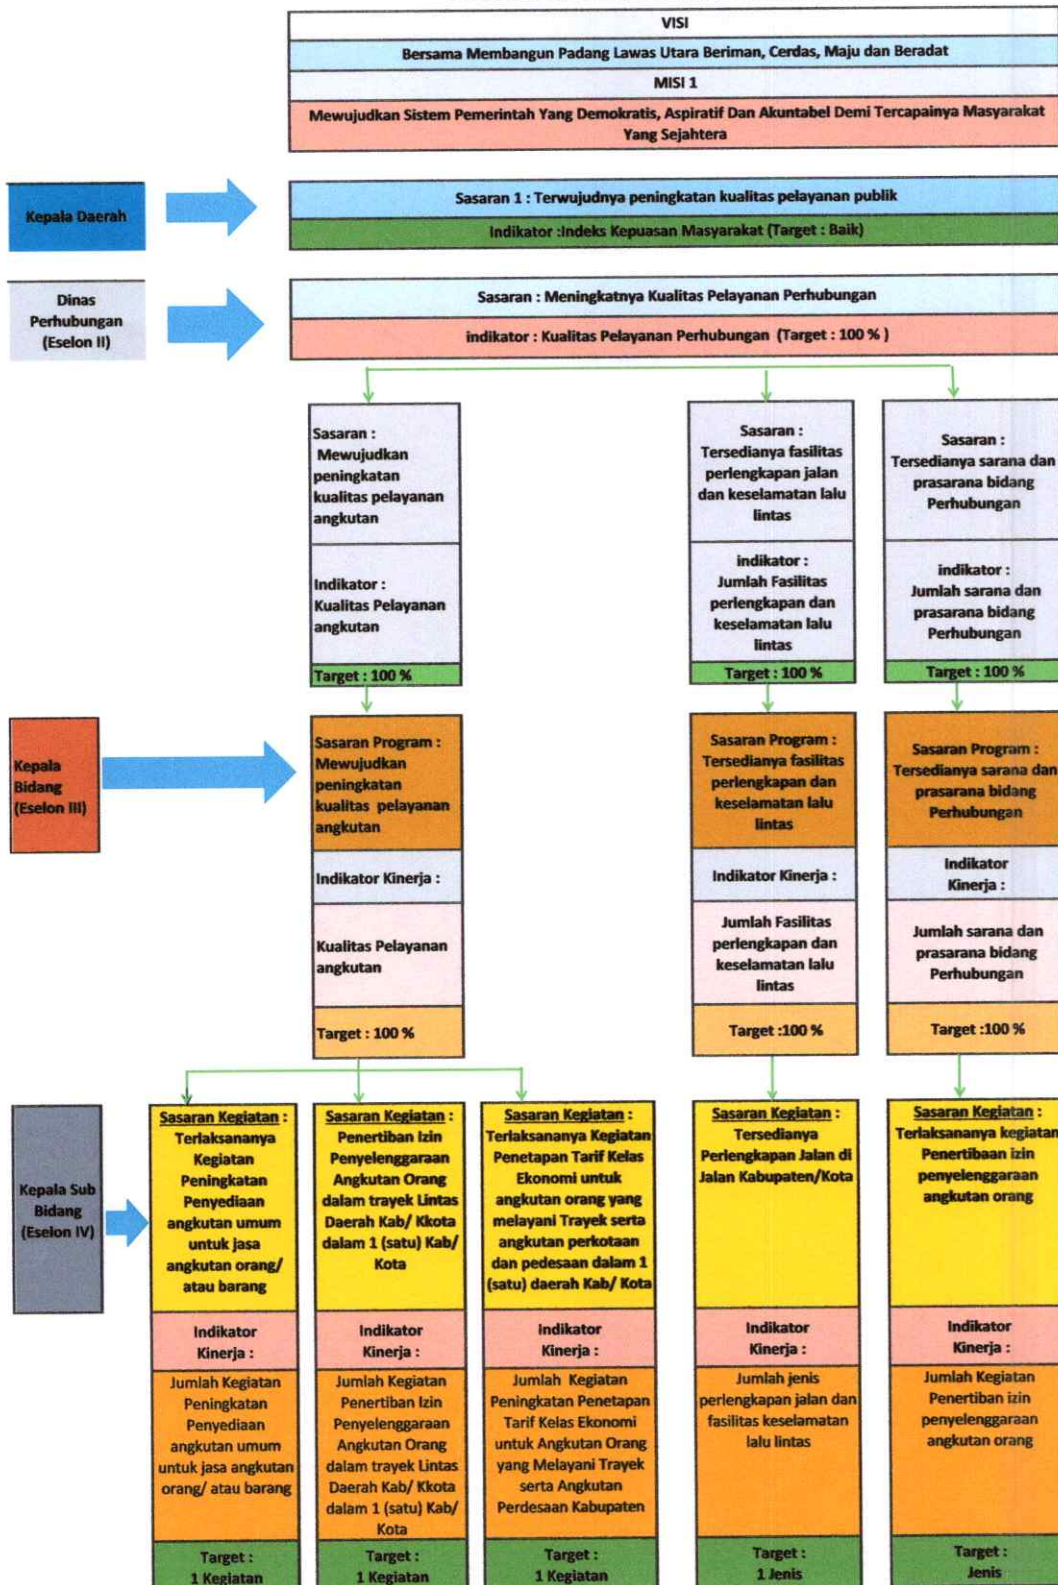 VISI
Bersama Membangun Padang Lawas Utara Beriman, Cerdas, Maju dan Beradat
MISI 1
Mewujudkan Sistem Pemerintah Yang Demokratis, Aspiratif Dan Akuntabel Demi Tercapainya Masyarakat
Yang Sejahtera
Kepala Daerah
Sasaran 1 : Terwujudnya peningkatan kualitas pelayanan publik
Indikator :Indeks Kepuasan Masyarakat (Target : Baik)
Dinas
Perhubungan
(Eselon II)
Sasaran : Meningkatnya Kualitas Pelayanan Perhubungan
indikator : Kualitas Pelayanan Perhubungan (Target : 100 % )
Sasaran :
Mewujudkan
peningkatan
kualitas pelayanan
angkutan
Indikator :
Kualitas Pelayanan
angkutan
Target : 100 %
Sasaran :
Tersedianya fasilitas
perlengkapan jalan
dan keselamatan lalu
lintas
indikator :
Jumlah Fasilitas
perlengkapan dan
keselamatan lalu
lintas
Target : 100 %
Sasaran :
Tersedianya sarana dan
prasarana bidang
Perhubungan
indikator :
Jumlah sarana dan
prasarana bidang
Perhubungan
Target : 100 %
Kepala
Bidang
(Eselon III)
Sasaran Program :
Mewujudkan
peningkatan
kualitas pelayanan
angkutan
Indikator Kinerja :
Kualitas Pelayanan
angkutan
Target : 100 %
Sasaran Program :
Tersedianya fasilitas
perlengkapan dan
keselamatan lalu
lintas
Indikator Kinerja :
Jumlah Fasilitas
perlengkapan dan
keselamatan lalu
lintas
Target :100 %
Sasaran Program :
Tersedianya sarana dan
prasarana bidang
Perhubungan
Indikator
Kinerja :
Jumlah sarana dan
prasarana bidang
Perhubungan
Target :100 %
Kepala Sub
Bidang
(Eselon IV)
Sasaran Kegiatan :
Terlaksananya
Kegiatan
Peningkatan
Penyediaan
angkutan umum
untuk jasa
angkutan orang/
atau barang
Indikator
Kinerja :
Jumlah Kegiatan
Peningkatan
Penyediaan
angkutan umum
untuk jasa angkutan
orang/ atau barang
Target :
1 Kegiatan
Sasaran Kegiatan :
Penertiban Izin
Penyelenggaraan
Angkutan Orang
dalam trayek Lintas
Daerah Kab/ Kkota
dalam 1 (satu) Kab/
Kota
Indikator
Kinerja :
Jumlah Kegiatan
Penertiban Izin
Penyelenggaraan
Angkutan Orang
dalam trayek Lintas
Daerah Kab/ Kkota
dalam 1 (satu) Kab/
Kota
Target :
1 Kegiatan
Sasaran Kegiatan :
Terlaksananya Kegiatan
Penetapan Tarif Kelas
Ekonomi untuk
angkutan orang yang
melayani Trayek serta
angkutan perkotaan
dan pedesaan dalam 1
(satu) daerah Kab/ Kota
Indikator
Kinerja :
Jumlah Kegiatan
Peningkatan Penetapan
Tarif Kelas Ekonomi
untuk Angkutan Orang
yang Melayani Trayek
serta Angkutan
Perdesaan Kabupaten
Target :
1 Kegiatan
Sasaran Kegiatan :
Tersedianya
Perlengkapan Jalan di
Jalan Kabupaten/Kota
Indikator
Kinerja :
Jumlah jenis
perlengkapan jalan dan
fasilitas keselamatan
lalu lintas
Target :
1 Jenis
Sasaran Kegiatan :
Terlaksananya kegiatan
Penertibaan izin
penyelenggaraan
angkutan orang
Indikator
Kinerja :
Jumlah Kegiatan
Penertiban izin
penyelenggaraan
angkutan orang
Target :
Jenis